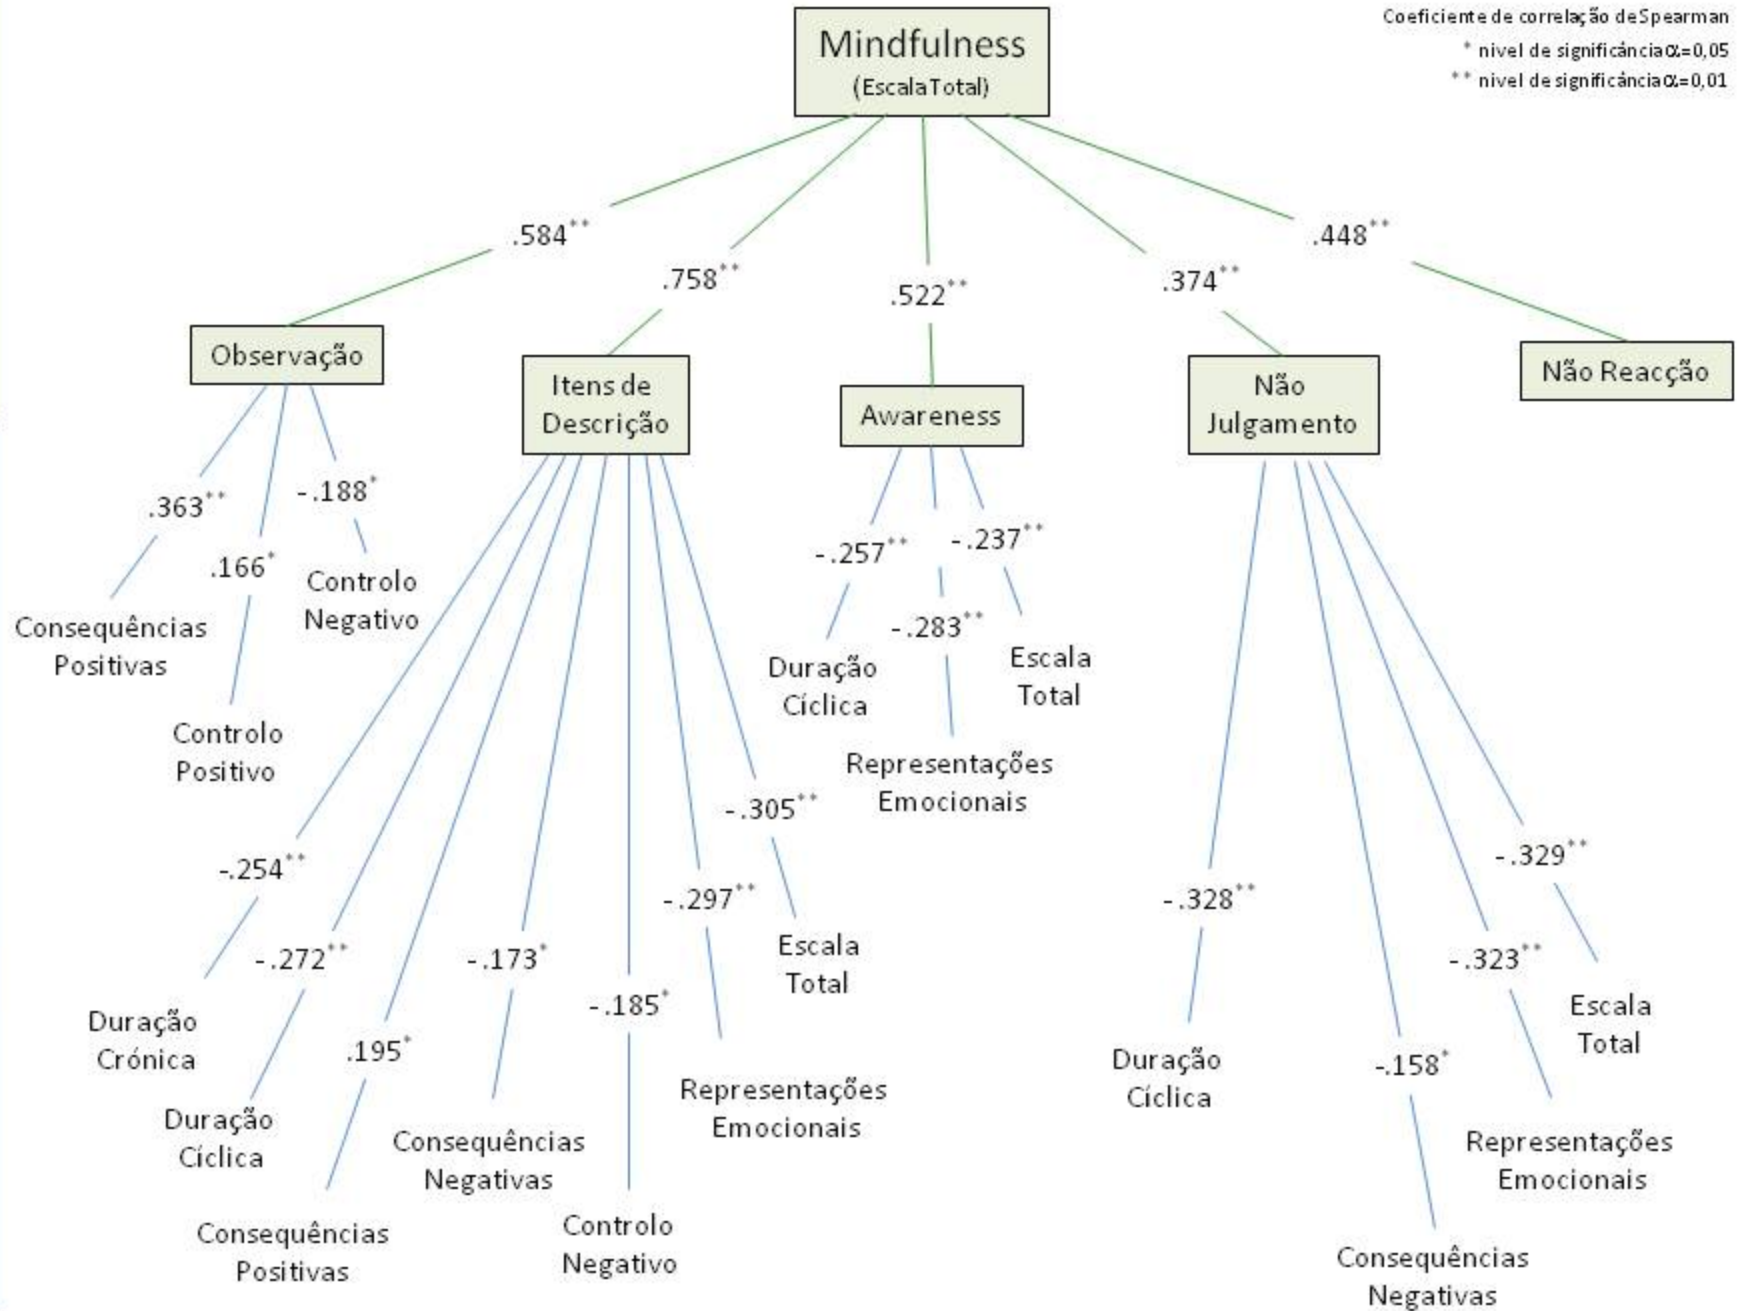 Mindfulness
(Escala Total)
Coeficiente de correlação de Spearman
* nivel de significância α=0,05
** nivel de significância α=0,01
.584**
.758**
.522**
.374**
.448**
Observação
Itens de
Descrição
Awareness
Não
Julgamento
Não Reacção
.363**
.166*
-.188*
Consequências
Positivas
Controlo
Positivo
Controlo
Negativo
-.254**
-.272**
.195*
-.173*
-.185*
-.297**
-.305**
Duração
Crónica
Duração
Cíclica
Consequências
Positivas
Consequências
Negativas
Controlo
Negativo
Representações
Emocionais
Escala
Total
-.257**
-.283**
-.237**
Duração
Cíclica
Representações
Emocionais
Escala
Total
-.328**
-.158*
-.323**
-.329**
Duração
Cíclica
Consequências
Negativas
Representações
Emocionais
Escala
Total